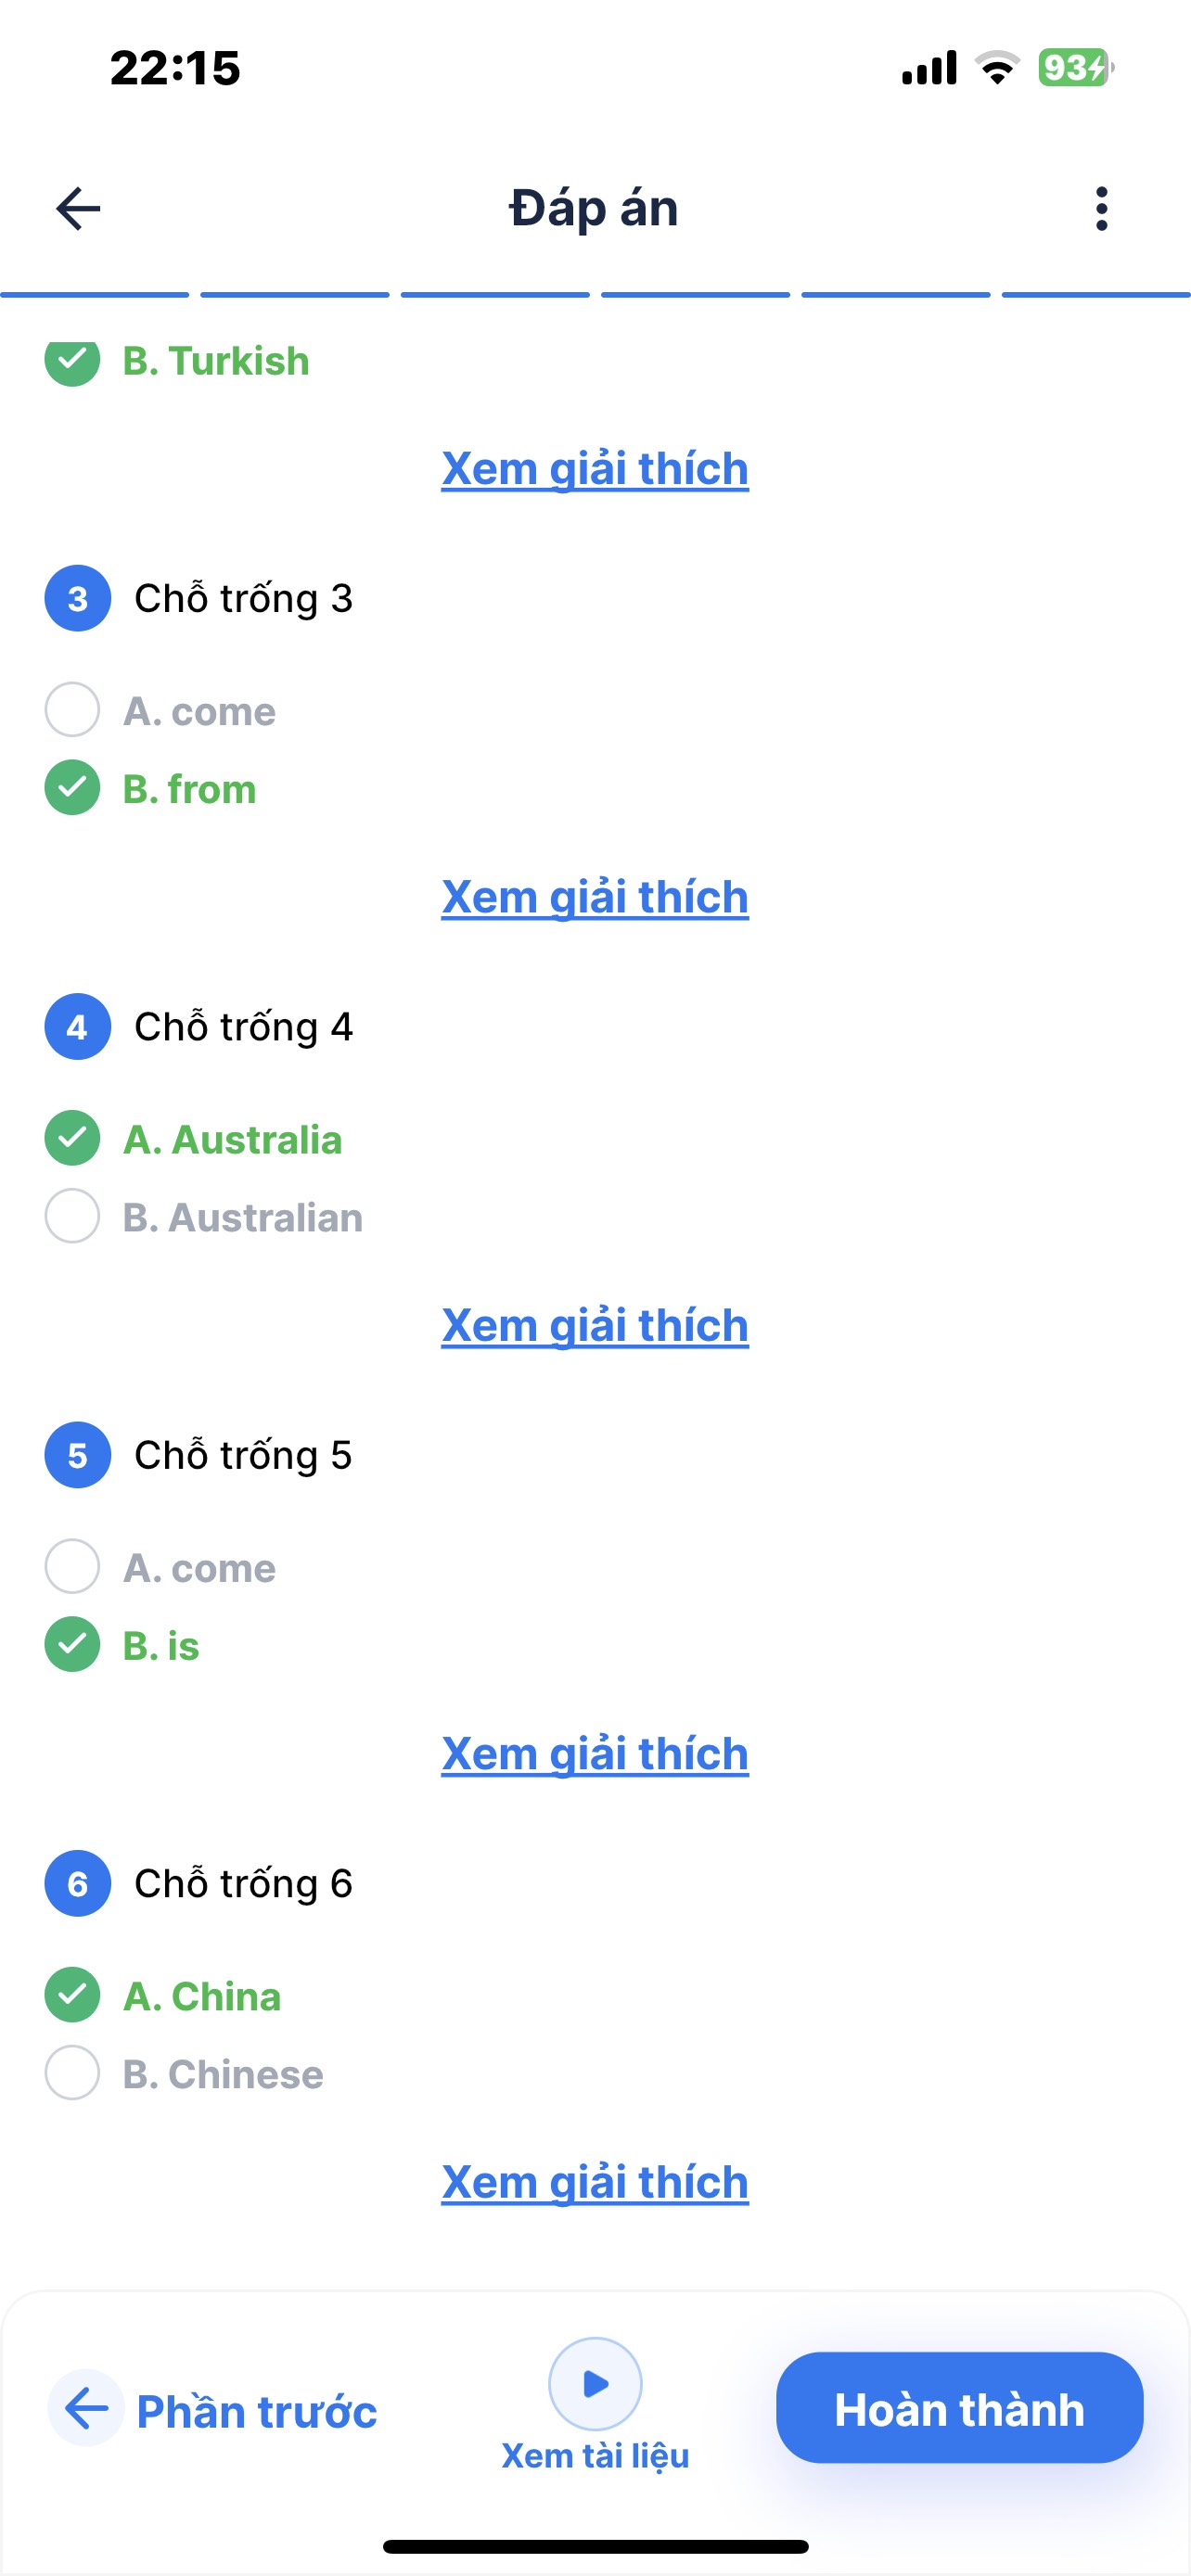 22:15
93
Đáp án
B. Turkish
Xem giải thích
3 Chỗ trống 3
A. come
B. from
Xem giải thích
4 Chỗ trống 4
A. Australia
B. Australian
Xem giải thích
5 Chỗ trống 5
A. come
B. is
Xem giải thích
6 Chỗ trống 6
A. China
B. Chinese
Xem giải thích
Phần trước
Xem tài liệu
Hoàn thành